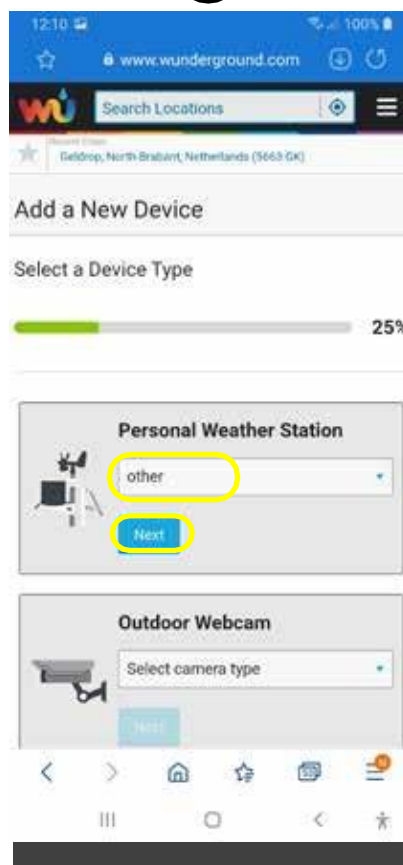 12:10
100%
www.wunderground.com
wu
Search Locations
Geldrop, North Brabant, Netherlands (5663 GK)
Add a New Device
Select a Device Type
25%
Personal Weather Station
other
Next
Outdoor Webcam
Select camera type
Next